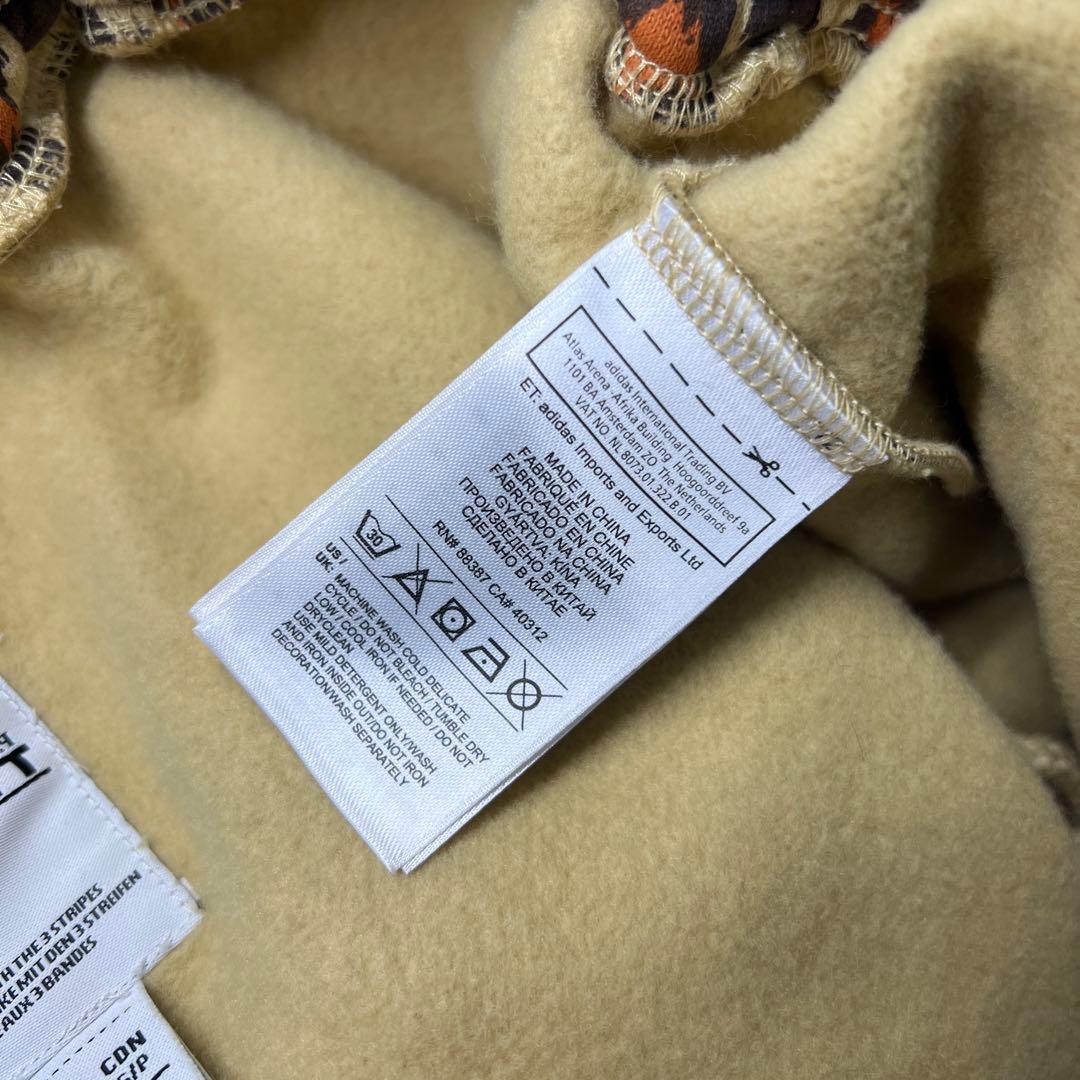 adidas International Trading BV
Atlas Arena · Afrika Building Hoogoorddreef 9a
1101 BA Amsterdam ZO The Netherlands
VAT NO. NL 8073.01.322.B.01
ET: adidas Imports and Exports Ltd
MADE IN CHINA
FABRIQUÉ EN CHINE
FABRICADO EN CHINA
FABRICADO NA CHINA
GYÁRTVA: KÍNA
ПРОИЗВЕДЕНО В КИТАЙ
СДЕЛАНО В КИТАЕ
RN# 88387 CA# 40312
30
US /
UK: MACHINE WASH COLD DELICATE
CYCLE / DO NOT BLEACH / TUMBLE DRY
LOW / COOL IRON IF NEEDED / DO NOT
DRYCLEAN
USE MILD DETERGENT ONLY/WASH
AND IRON INSIDE OUT/DO NOT IRON
DECORATION/WASH SEPARATELY
THE 3 STRIPES
MIT DEN 3 STREIFEN
AUX 3 BANDES
CDN
S/P